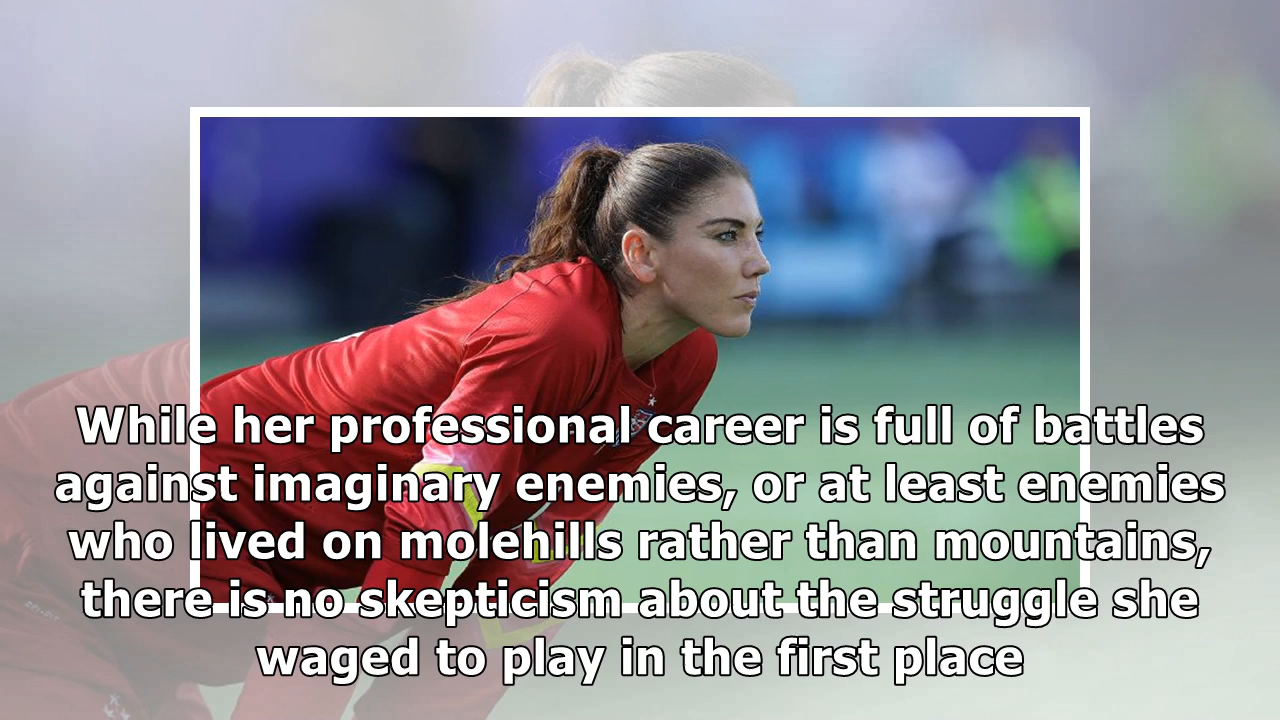 While her professional career is full of battles
against imaginary enemies, or at least enemies
who lived on molehills rather than mountains,
there is no skepticism about the struggle she
waged to play in the first place